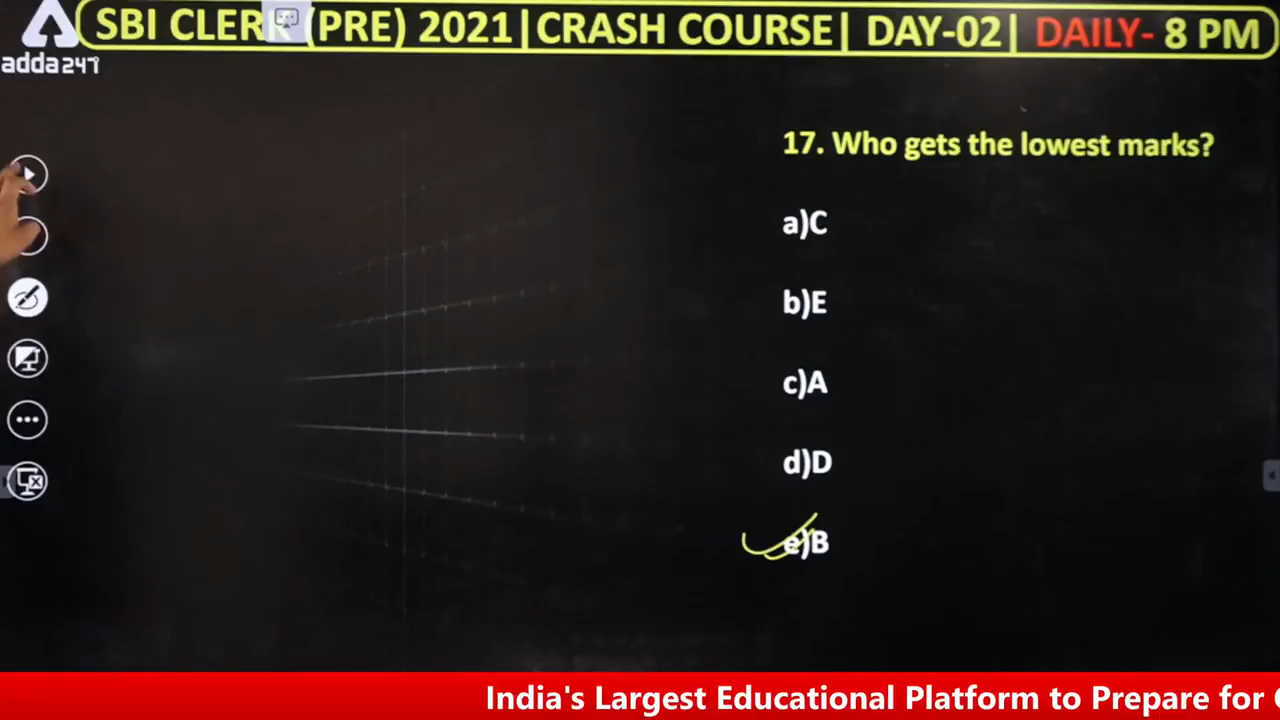 SBI CLERK (PRE) 2021|CRASH COURSE| DAY-02| DAILY- 8 PM
adda247
17. Who gets the lowest marks?
a)C
b)E
c)A
d)D
e)B
India's Largest Educational Platform to Prepare for